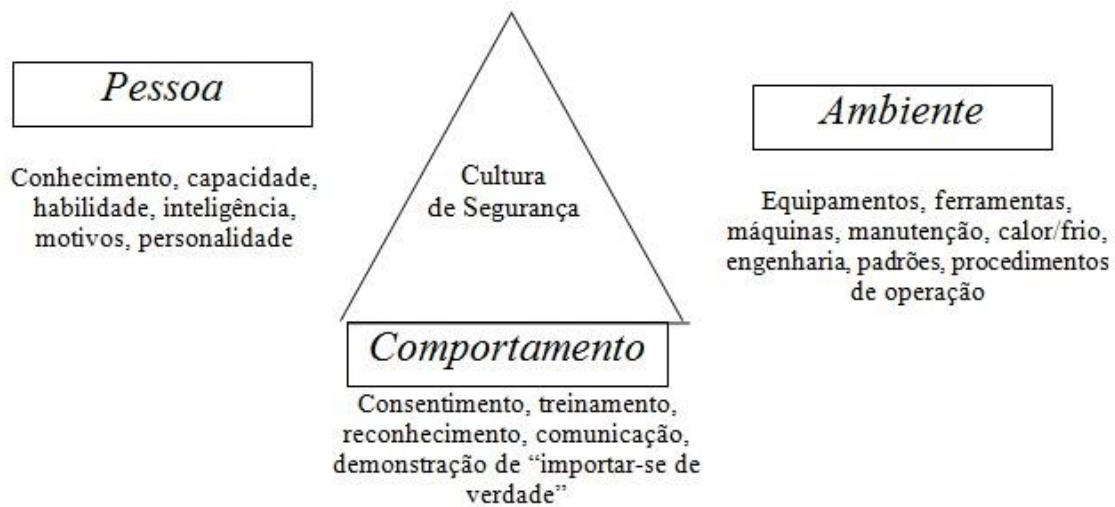 Pessoa
Conhecimento, capacidade,
habilidade, inteligência,
motivos, personalidade
Cultura
de Segurança
Ambiente
Equipamentos, ferramentas,
máquinas, manutenção, calor/frio,
engenharia, padrões, procedimentos
de operação
Comportamento
Consentimento, treinamento,
reconhecimento, comunicação,
demonstração de “importar-se de
verdade”